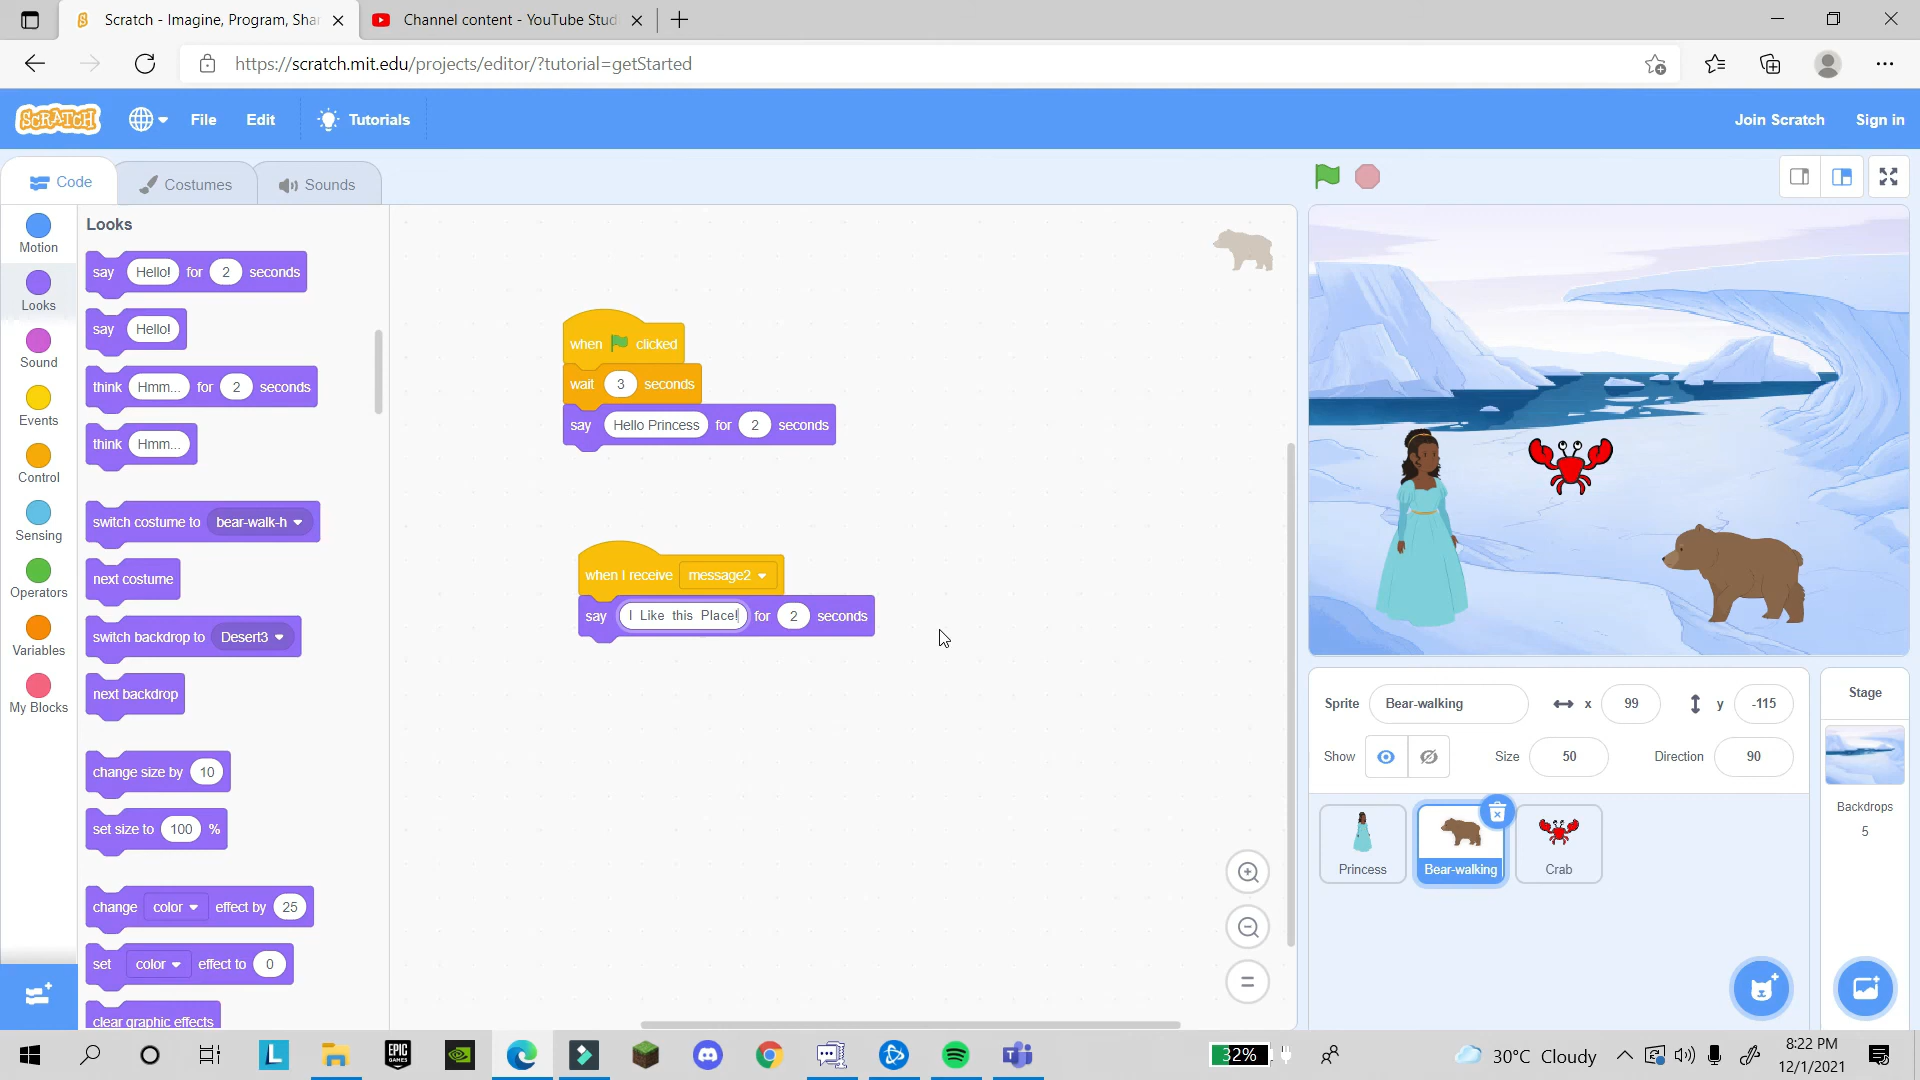 Scratch - Imagine, Program, Sha
Channel content - YouTube Stud
https://scratch.mit.edu/projects/editor/?tutorial=getStarted
SCRATCH
File
Edit
Tutorials
Join Scratch
Sign in
Code
Costumes
Sounds
Motion
Looks
Sound
Events
Control
Sensing
Operators
Variables
My Blocks
Looks
say Hello! for 2 seconds
say Hello!
think Hmm... for 2 seconds
think Hmm...
switch costume to bear-walk-h
next costume
switch backdrop to Desert3
next backdrop
change size by 10
set size to 100 %
change color effect by 25
set color effect to 0
clear graphic effects
when clicked
wait 3 seconds
say Hello Princess for 2 seconds
when I receive message2
say I Like this Place! for 2 seconds
Sprite Bear-walking x 99 y -115
Show Size 50 Direction 90
Princess
Bear-walking
Crab
Stage
Backdrops
5
L
EPIC
GAMES
32%
30°C Cloudy
8:22 PM
12/1/2021